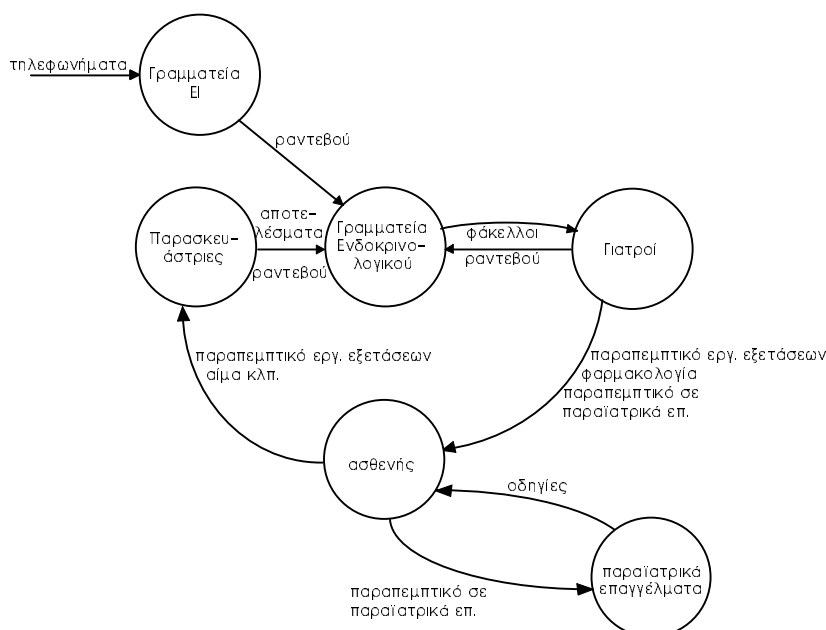 τηλεφωνήματα
Γραμματεία
ΕΙ
ραντεβού
Παρασκευ-
άστριες
αποτε-
λέσματα
ραντεβού
Γραμματεία
Ενδοκρινο-
λογικού
φάκελλοι
ραντεβού
Γιατροί
παραπεμπτικό εργ. εξετάσεων
αίμα κλπ.
παραπεμπτικό εργ. εξετάσεων
φαρμακολογία
παραπεμπτικό σε
παραϊατρικά επ.
ασθενής
οδηγίες
παραπεμπτικό σε
παραϊατρικά επ.
παραϊατρικά
επαγγέλματα